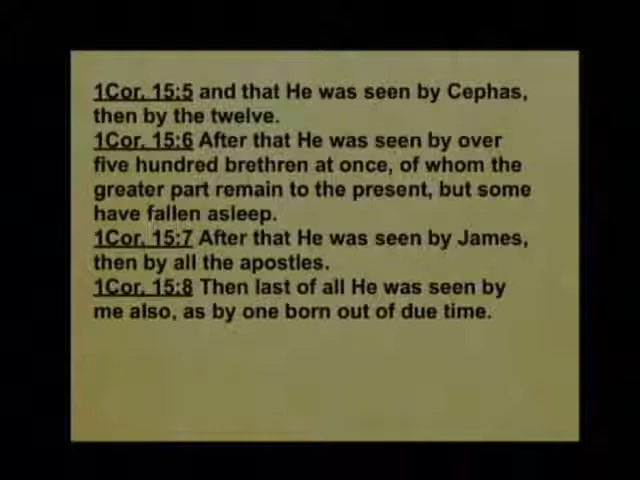 1Cor. 15:5 and that He was seen by Cephas,
then by the twelve.
1Cor. 15:6 After that He was seen by over
five hundred brethren at once, of whom the
greater part remain to the present, but some
have fallen asleep.
1Cor. 15:7 After that He was seen by James,
then by all the apostles.
1Cor. 15:8 Then last of all He was seen by
me also, as by one born out of due time.